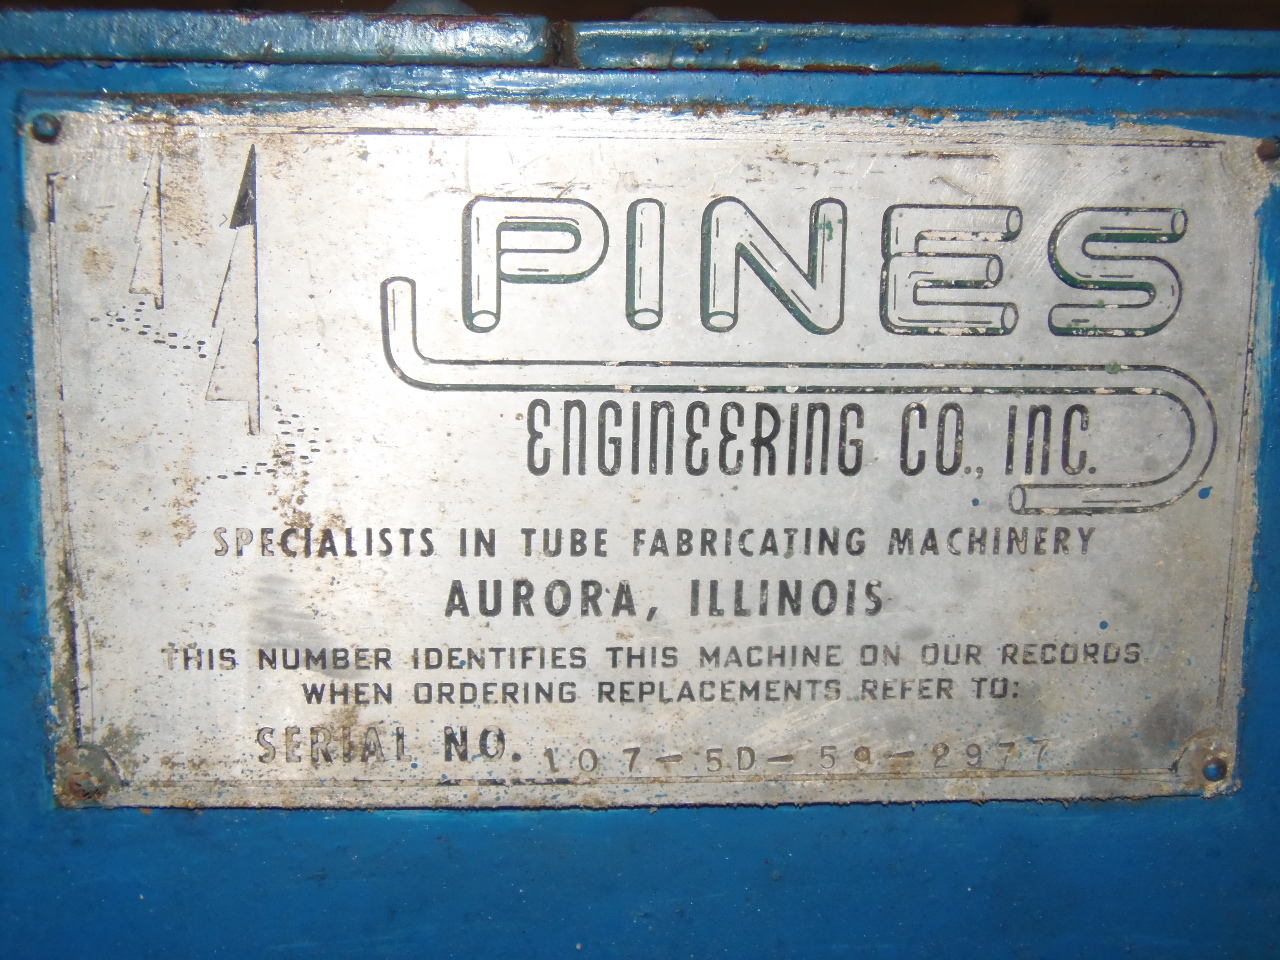 PINES
ENGINEERING CO., INC.
SPECIALISTS IN TUBE FABRICATING MACHINERY
AURORA, ILLINOIS
THIS NUMBER IDENTIFIES THIS MACHINE ON OUR RECORDS
WHEN ORDERING REPLACEMENTS REFER TO:
SERIAL NO. 107-5D-59-2977